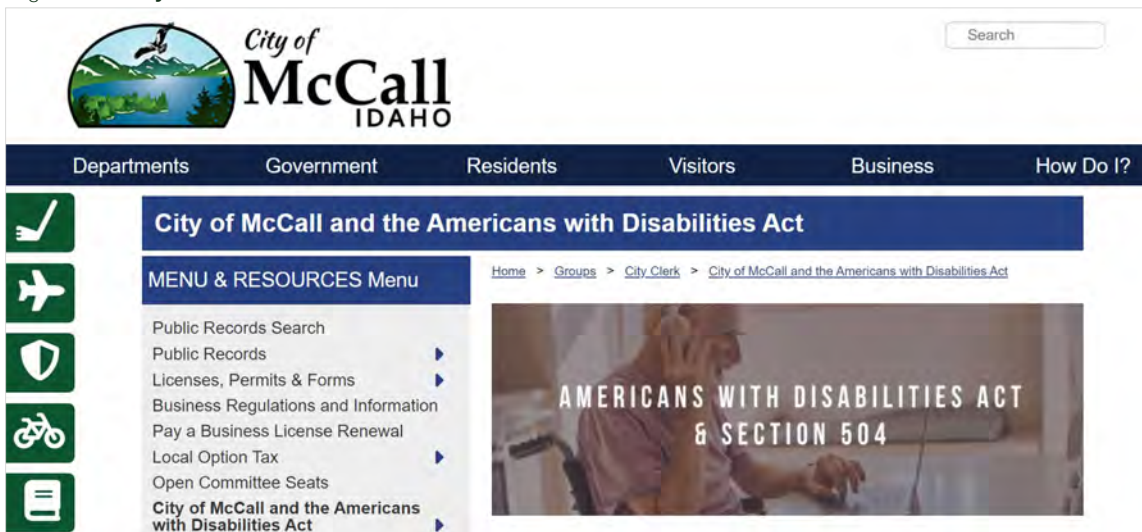 City of
McCall
IDAHO
Search
Departments Government Residents Visitors Business How Do I?
City of McCall and the Americans with Disabilities Act
MENU & RESOURCES Menu
Home > Groups > City Clerk > City of McCall and the Americans with Disabilities Act
Public Records Search
Public Records
Licenses, Permits & Forms
Business Regulations and Information
Pay a Business License Renewal
Local Option Tax
Open Committee Seats
City of McCall and the Americans
with Disabilities Act
AMERICANS WITH DISABILITIES ACT
& SECTION 504